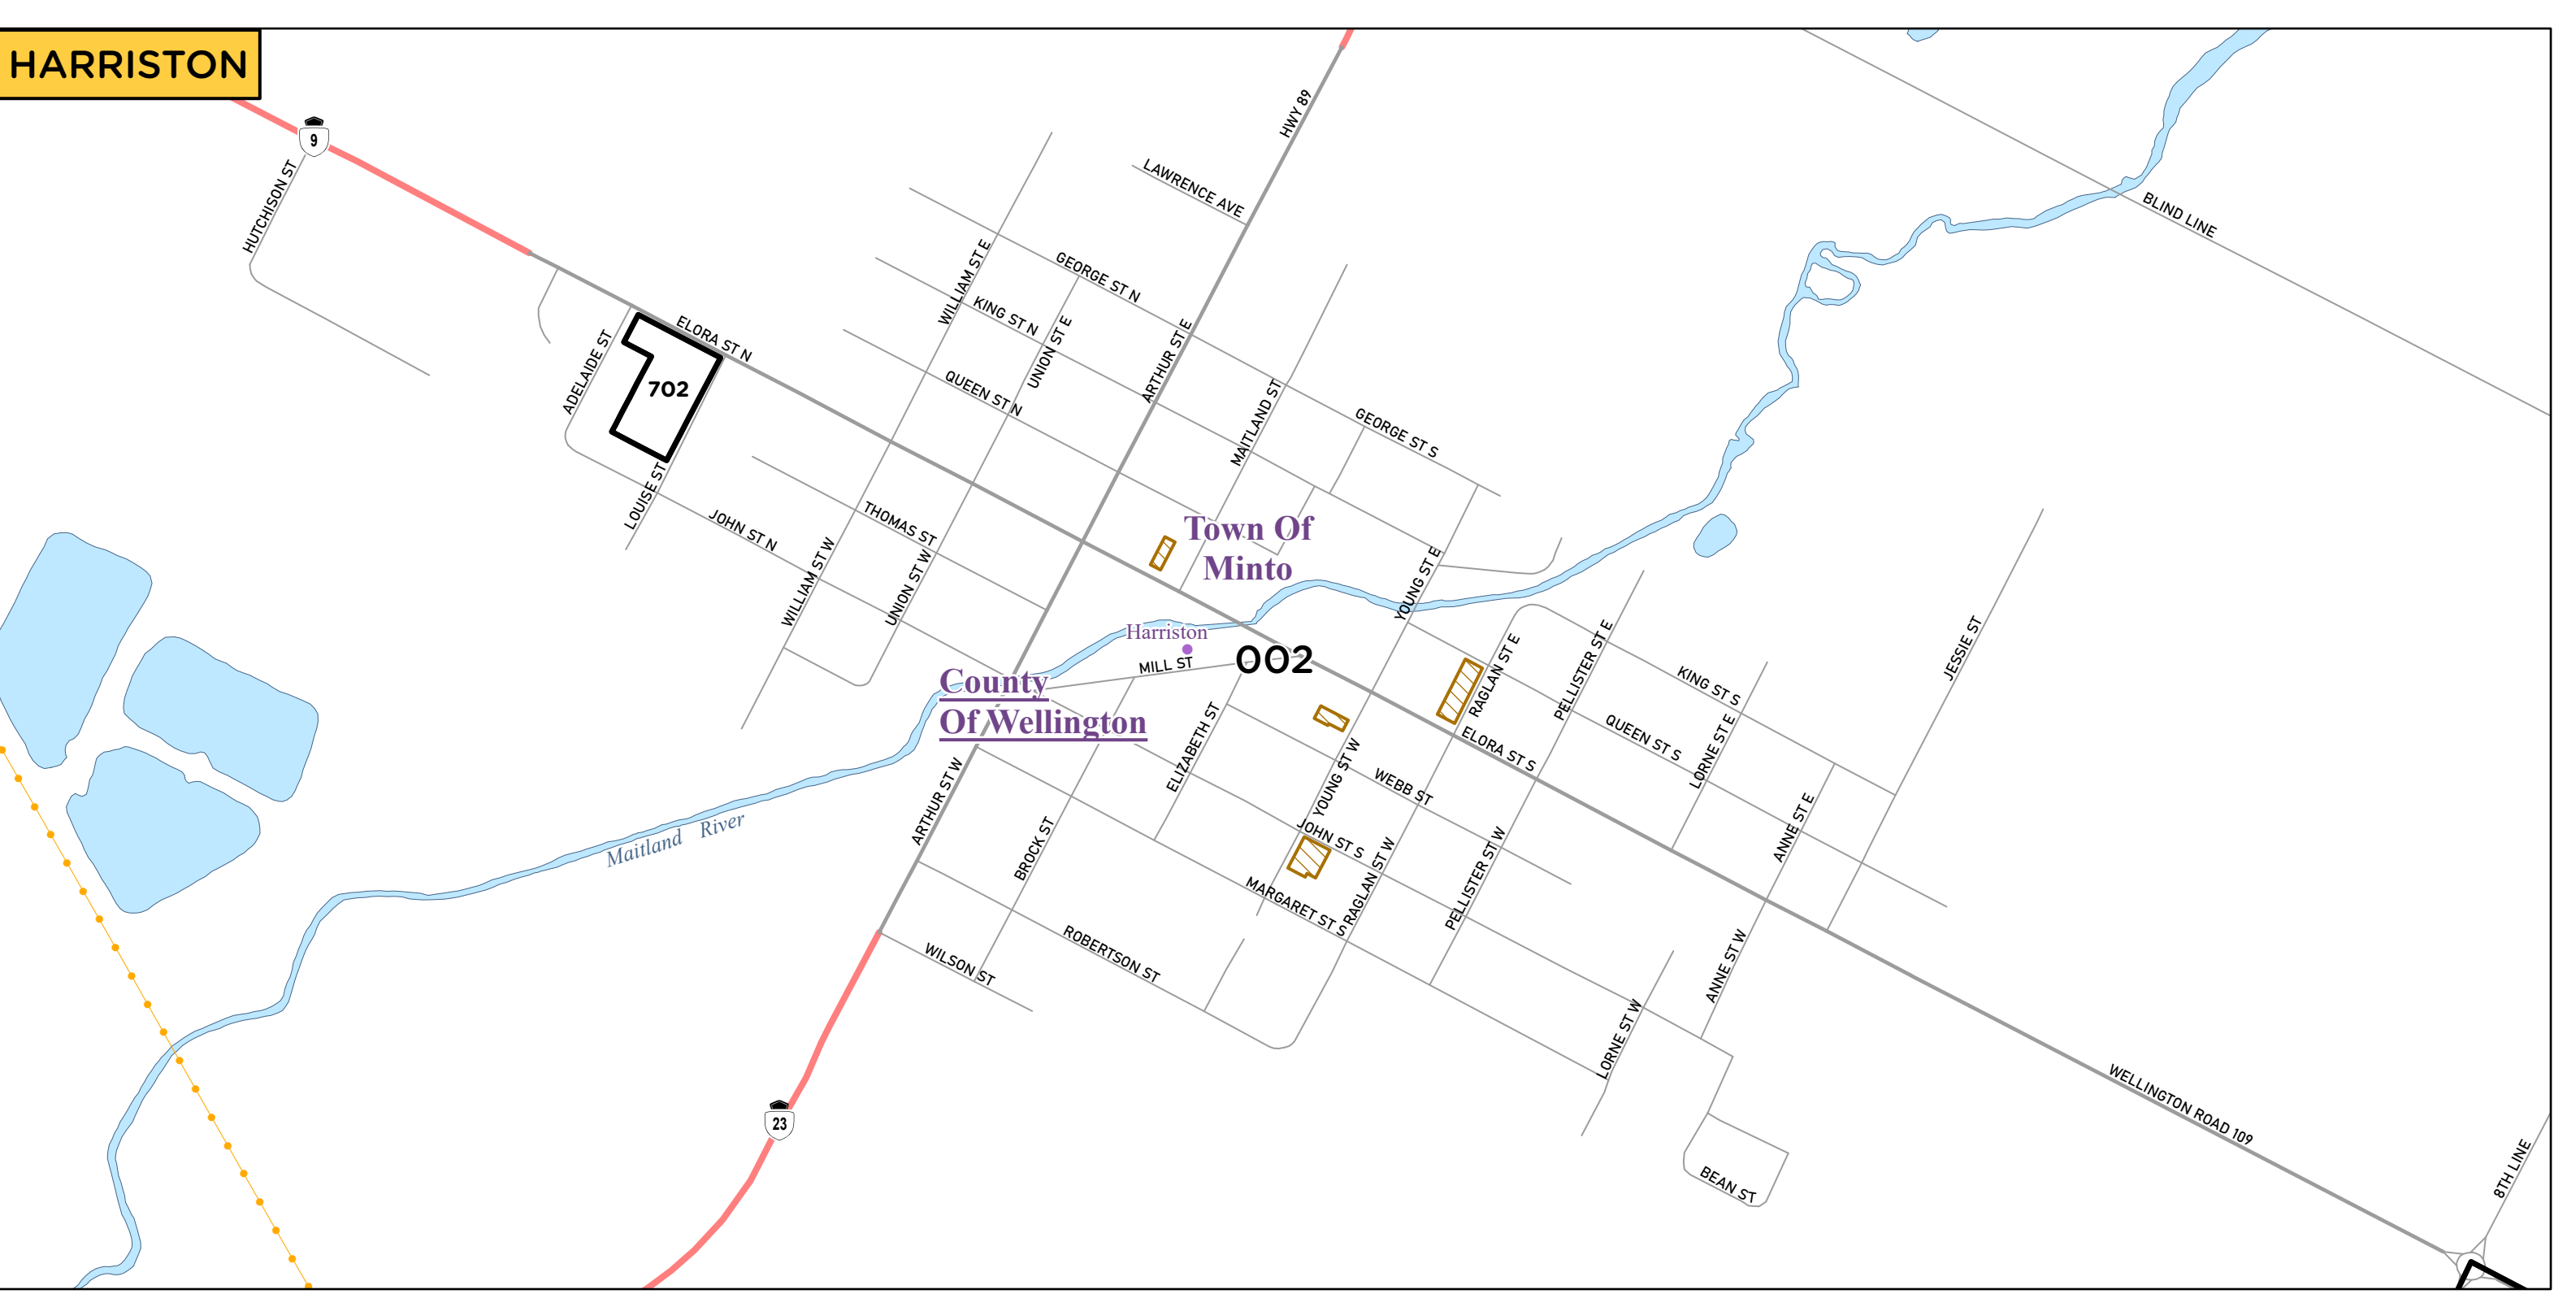 HARRISTON
9
HUTCHISON ST
HWY 89
LAWRENCE AVE
BLIND LINE
WILLIAM ST E
GEORGE ST N
KING ST N
UNION ST E
ELORA ST N
ADELAIDE ST
702
ARTHUR ST E
QUEEN ST N
MAITLAND ST
GEORGE ST S
LOUISE ST
JOHN ST N
THOMAS ST
WILLIAM ST W
UNION ST W
Town Of
Minto
YOUNG ST E
Harriston
MILL ST
002
County
Of Wellington
RAGLAN ST E
PELLISTER ST E
KING ST S
JESSIE ST
QUEEN ST S
LORNE ST E
ELORA ST S
ELIZABETH ST
YOUNG ST W
WEBB ST
ARTHUR ST W
BROCK ST
JOHN ST S
ANNE ST E
Maitland River
RAGLAN ST W
PELLISTER ST W
MARGARET ST S
ROBERTSON ST
WILSON ST
ANNE ST W
LORNE ST W
23
WELLINGTON ROAD 109
BEAN ST
8TH LINE